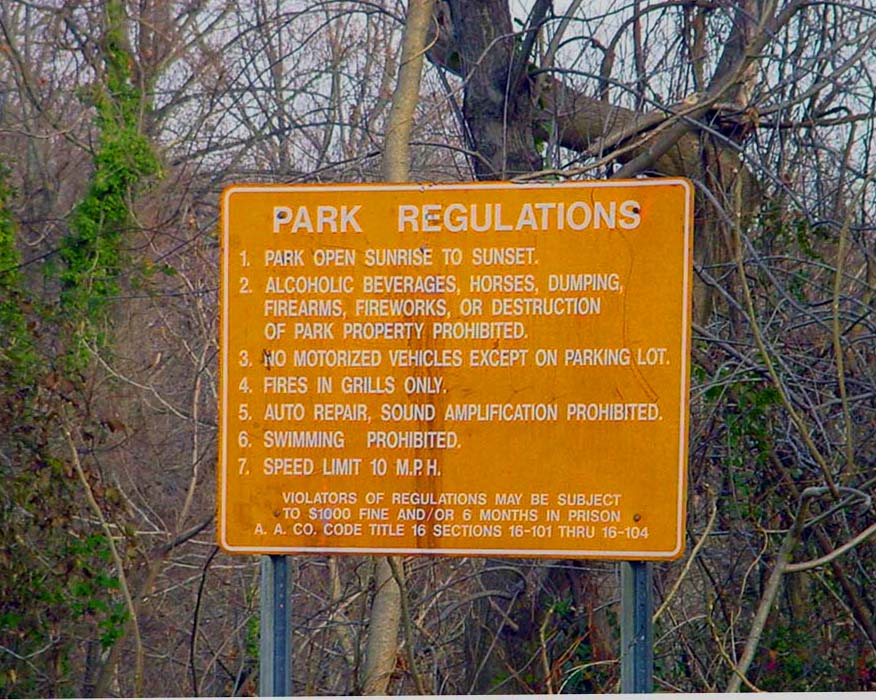 PARK REGULATIONS
1. PARK OPEN SUNRISE TO SUNSET.
2. ALCOHOLIC BEVERAGES, HORSES, DUMPING,
FIREARMS, FIREWORKS, OR DESTRUCTION
OF PARK PROPERTY PROHIBITED.
3. NO MOTORIZED VEHICLES EXCEPT ON PARKING LOT.
4. FIRES IN GRILLS ONLY.
5. AUTO REPAIR, SOUND AMPLIFICATION PROHIBITED.
6. SWIMMING PROHIBITED.
7. SPEED LIMIT 10 M.P.H.
VIOLATORS OF REGULATIONS MAY BE SUBJECT
TO $1000 FINE AND/OR 6 MONTHS IN PRISON
A. A. CO. CODE TITLE 16 SECTIONS 16-101 THRU 16-104